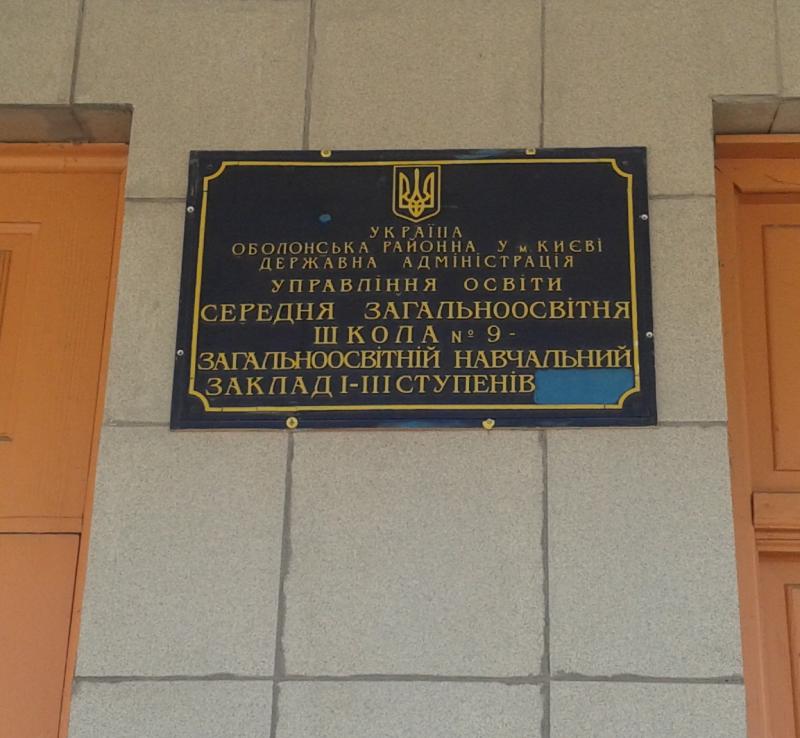 УКРАЇНА
ОБОЛОНСЬКА РАЙОННА У м. КИЄВІ
ДЕРЖАВНА АДМІНІСТРАЦІЯ
УПРАВЛІННЯ ОСВІТИ
СЕРЕДНЯ ЗАГАЛЬНООСВІТНЯ
ШКОЛА № 9 -
ЗАГАЛЬНООСВІТНІЙ НАВЧАЛЬНИЙ
ЗАКЛАД І-ІІІ СТУПЕНІВ